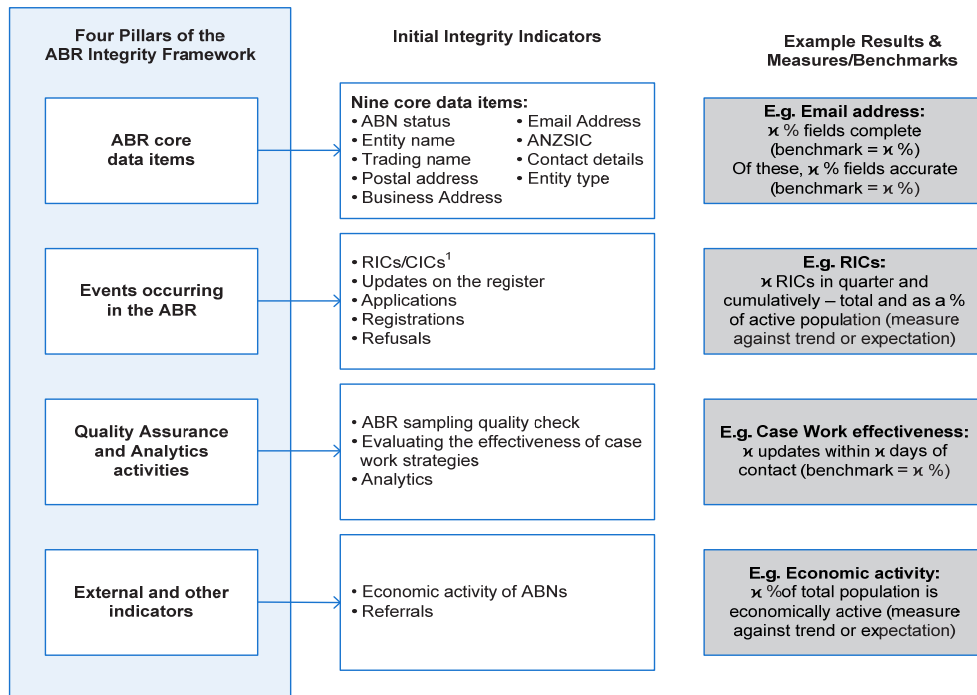 Four Pillars of the
ABR Integrity Framework
Initial Integrity Indicators
Example Results &
Measures/Benchmarks
ABR core
data items
Nine core data items:
• ABN status
• Entity name
• Trading name
• Postal address
• Business Address
• Email Address
• ANZSIC
• Contact details
• Entity type
E.g. Email address:
ϰ % fields complete
(benchmark = ϰ %)
Of these, ϰ % fields accurate
(benchmark = ϰ %)
Events occurring
in the ABR
• RICs/CICs¹
• Updates on the register
• Applications
• Registrations
• Refusals
E.g. RICs:
ϰ RICs in quarter and
cumulatively – total and as a %
of active population (measure
against trend or expectation)
Quality Assurance
and Analytics
activities
• ABR sampling quality check
• Evaluating the effectiveness of case
work strategies
• Analytics
E.g. Case Work effectiveness:
ϰ updates within ϰ days of
contact (benchmark = ϰ %)
External and other
indicators
• Economic activity of ABNs
• Referrals
E.g. Economic activity:
ϰ %of total population is
economically active (measure
against trend or expectation)